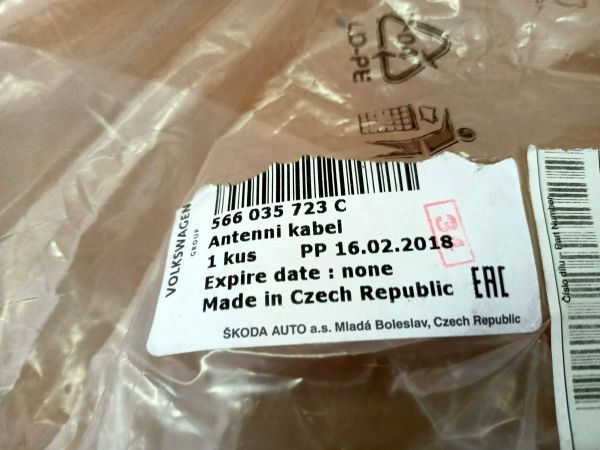 04
LD-PE
566 035 723 C
Antenni kabel
1 kus PP 16.02.2018
Expire date : none
Made in Czech Republic
EAC
ŠKODA AUTO a.s. Mladá Boleslav, Czech Republic
VOLKSWAGEN
GROUP
Číslo dílu - Part Number